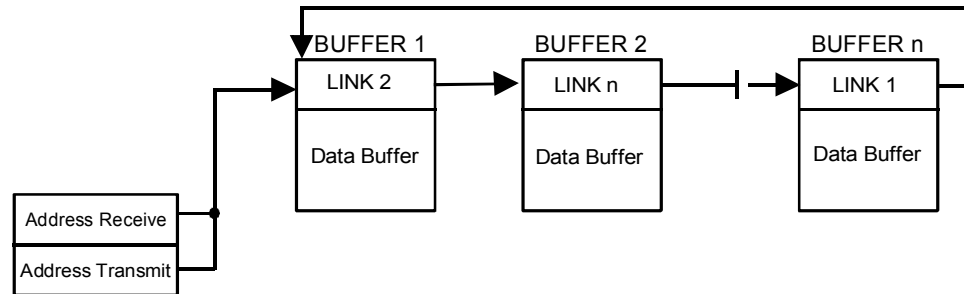 BUFFER 1
BUFFER 2
BUFFER n
LINK 2
LINK n
LINK 1
Data Buffer
Data Buffer
Data Buffer
Address Receive
Address Transmit